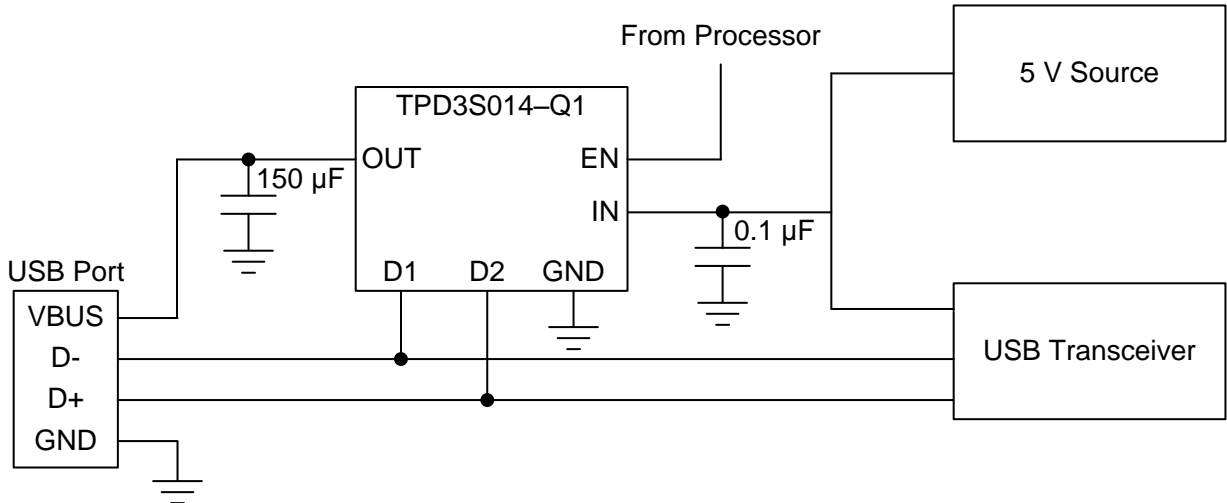 From Processor
5 V Source
TPD3S014–Q1
OUT
EN
150 µF
IN
0.1 µF
D1
D2
GND
USB Port
VBUS
D-
D+
GND
USB Transceiver